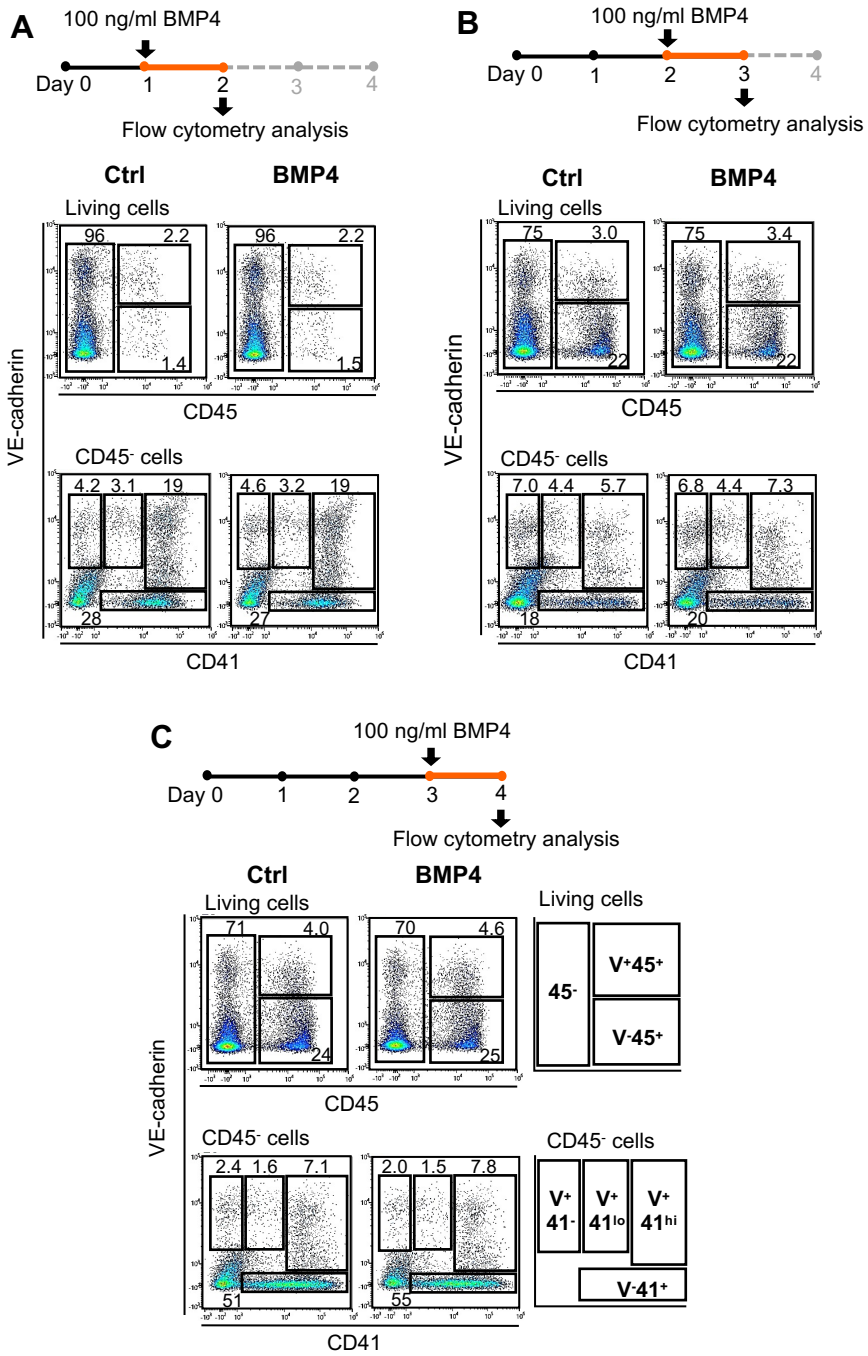 A
100 ng/ml BMP4
Day 0 1 2 3 4
Flow cytometry analysis
Ctrl BMP4
Living cells
96 2.2 1.4
96 2.2 1.5
CD45
VE-cadherin
CD45- cells
4.2 3.1 19 28
4.6 3.2 19 27
CD41
B
100 ng/ml BMP4
Day 0 1 2 3 4
Flow cytometry analysis
Ctrl BMP4
Living cells
75 3.0 22
75 3.4 22
CD45
VE-cadherin
CD45- cells
7.0 4.4 5.7 18
6.8 4.4 7.3 20
CD41
C
100 ng/ml BMP4
Day 0 1 2 3 4
Flow cytometry analysis
Ctrl BMP4
Living cells
71 4.0 24
70 4.6 25
CD45
VE-cadherin
Living cells
45-
V+45+
V-45+
CD45- cells
2.4 1.6 7.1 51
2.0 1.5 7.8 55
CD41
CD45- cells
V+ 41-
V+ 41lo
V+ 41hi
V-41+